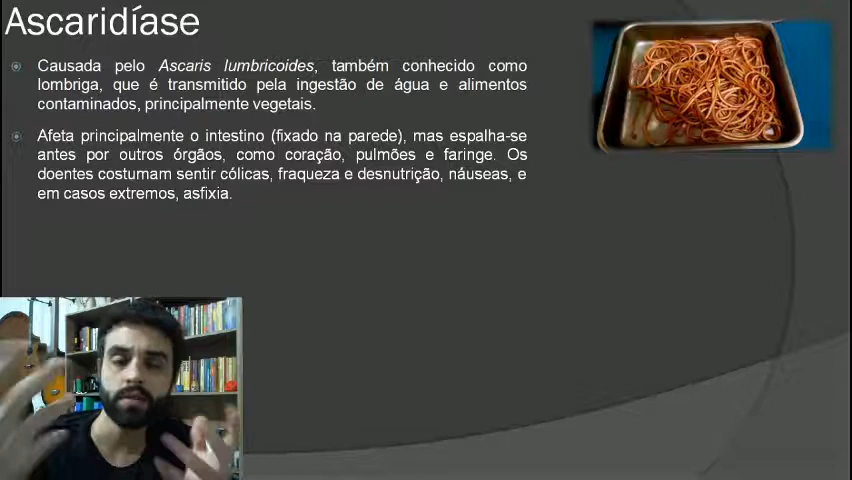 Ascaridíase
Causada pelo Ascaris lumbricoides, também conhecido como
lombriga, que é transmitido pela ingestão de água e alimentos
contaminados, principalmente vegetais.
Afeta principalmente o intestino (fixado na parede), mas espalha-se
antes por outros órgãos, como coração, pulmões e faringe. Os
doentes costumam sentir cólicas, fraqueza e desnutrição, náuseas, e
em casos extremos, asfixia.